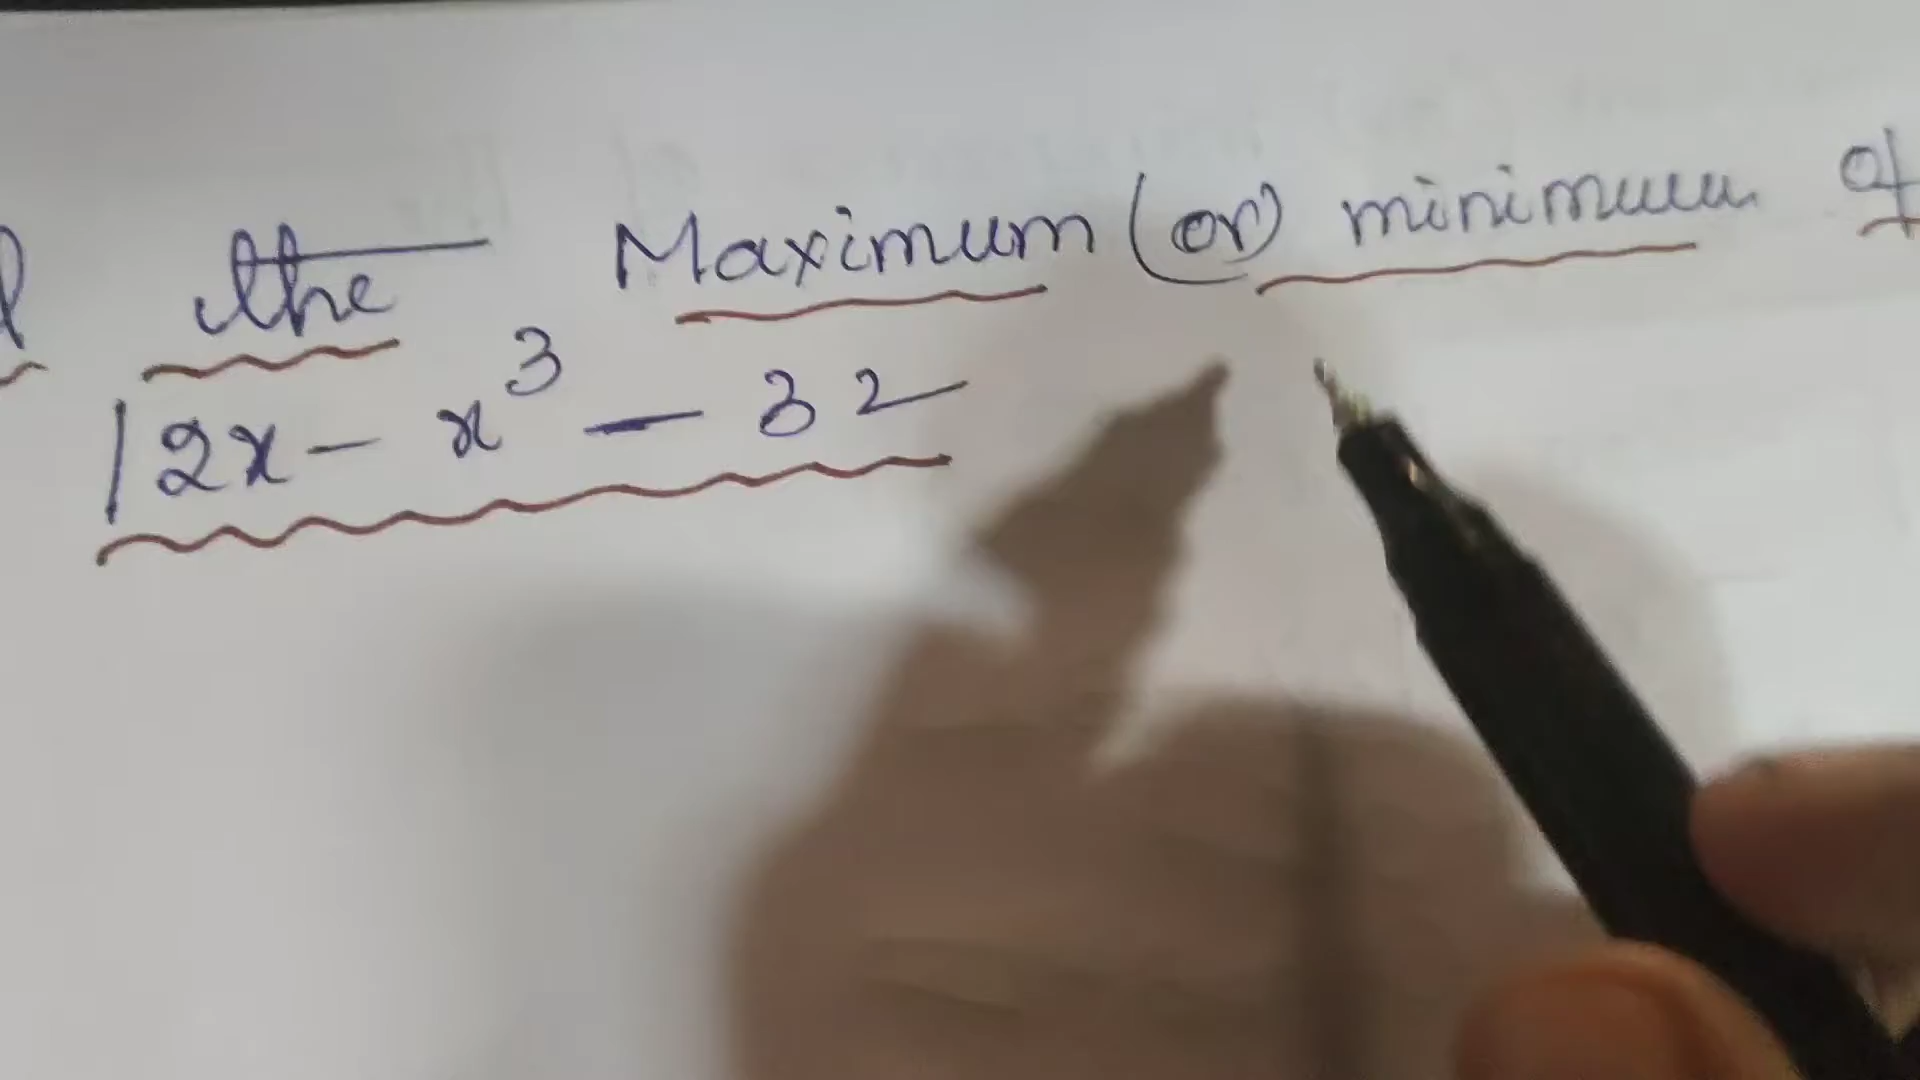 the Maximum (or) minimum of
12x - x³ - 32